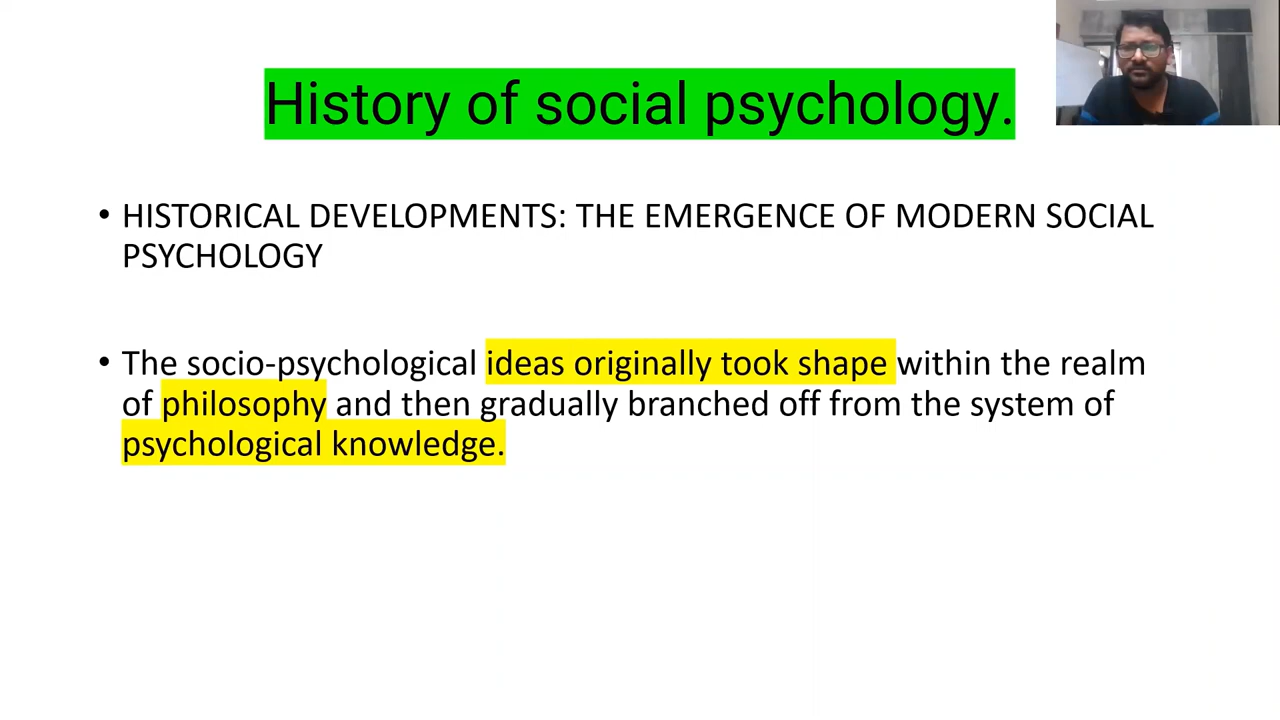 History of social psychology.
• HISTORICAL DEVELOPMENTS: THE EMERGENCE OF MODERN SOCIAL
PSYCHOLOGY
• The socio-psychological ideas originally took shape within the realm
of philosophy and then gradually branched off from the system of
psychological knowledge.